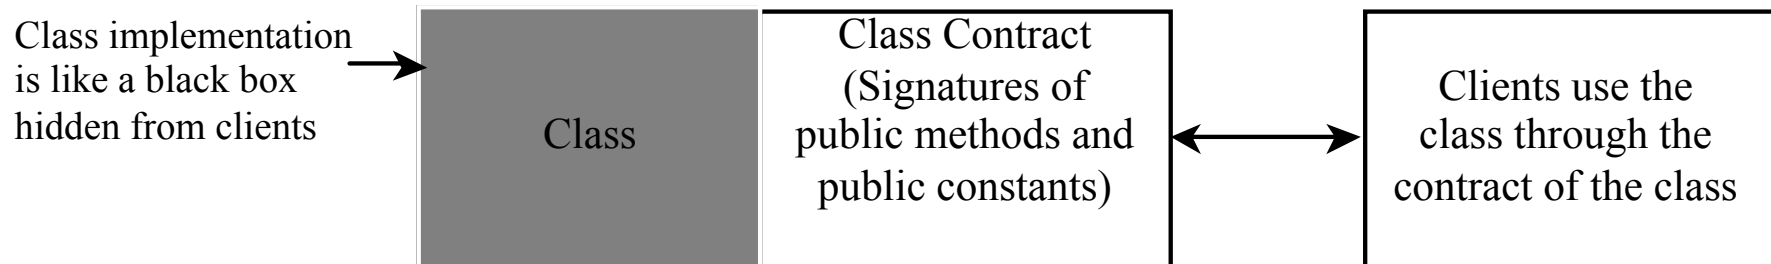 Class implementation
is like a black box
hidden from clients
Class
Class Contract
(Signatures of
public methods and
public constants)
Clients use the
class through the
contract of the class